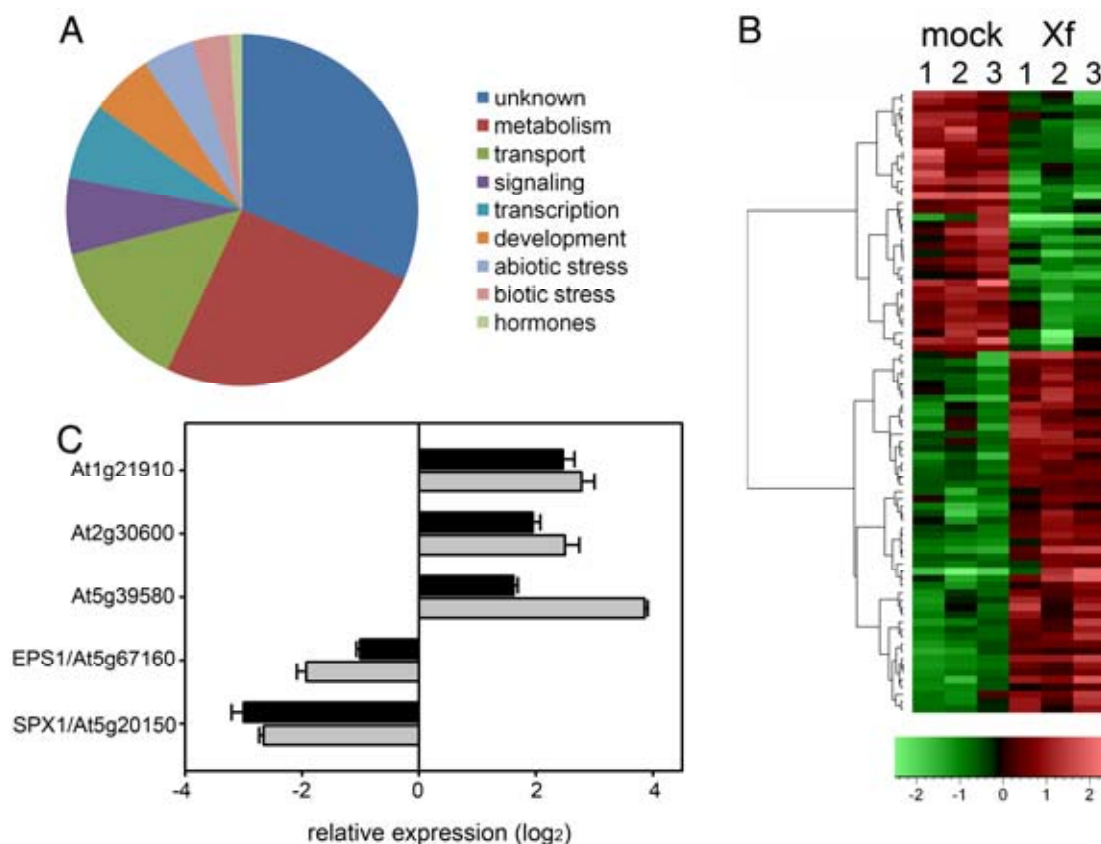 A
unknown
metabolism
transport
signaling
transcription
development
abiotic stress
biotic stress
hormones
B
mock Xf
1 2 3 1 2 3
-2 -1 0 1 2
C
At1g21910
At2g30600
At5g39580
EPS1/At5g67160
SPX1/At5g20150
-4 -2 0 2 4
relative expression (log₂)